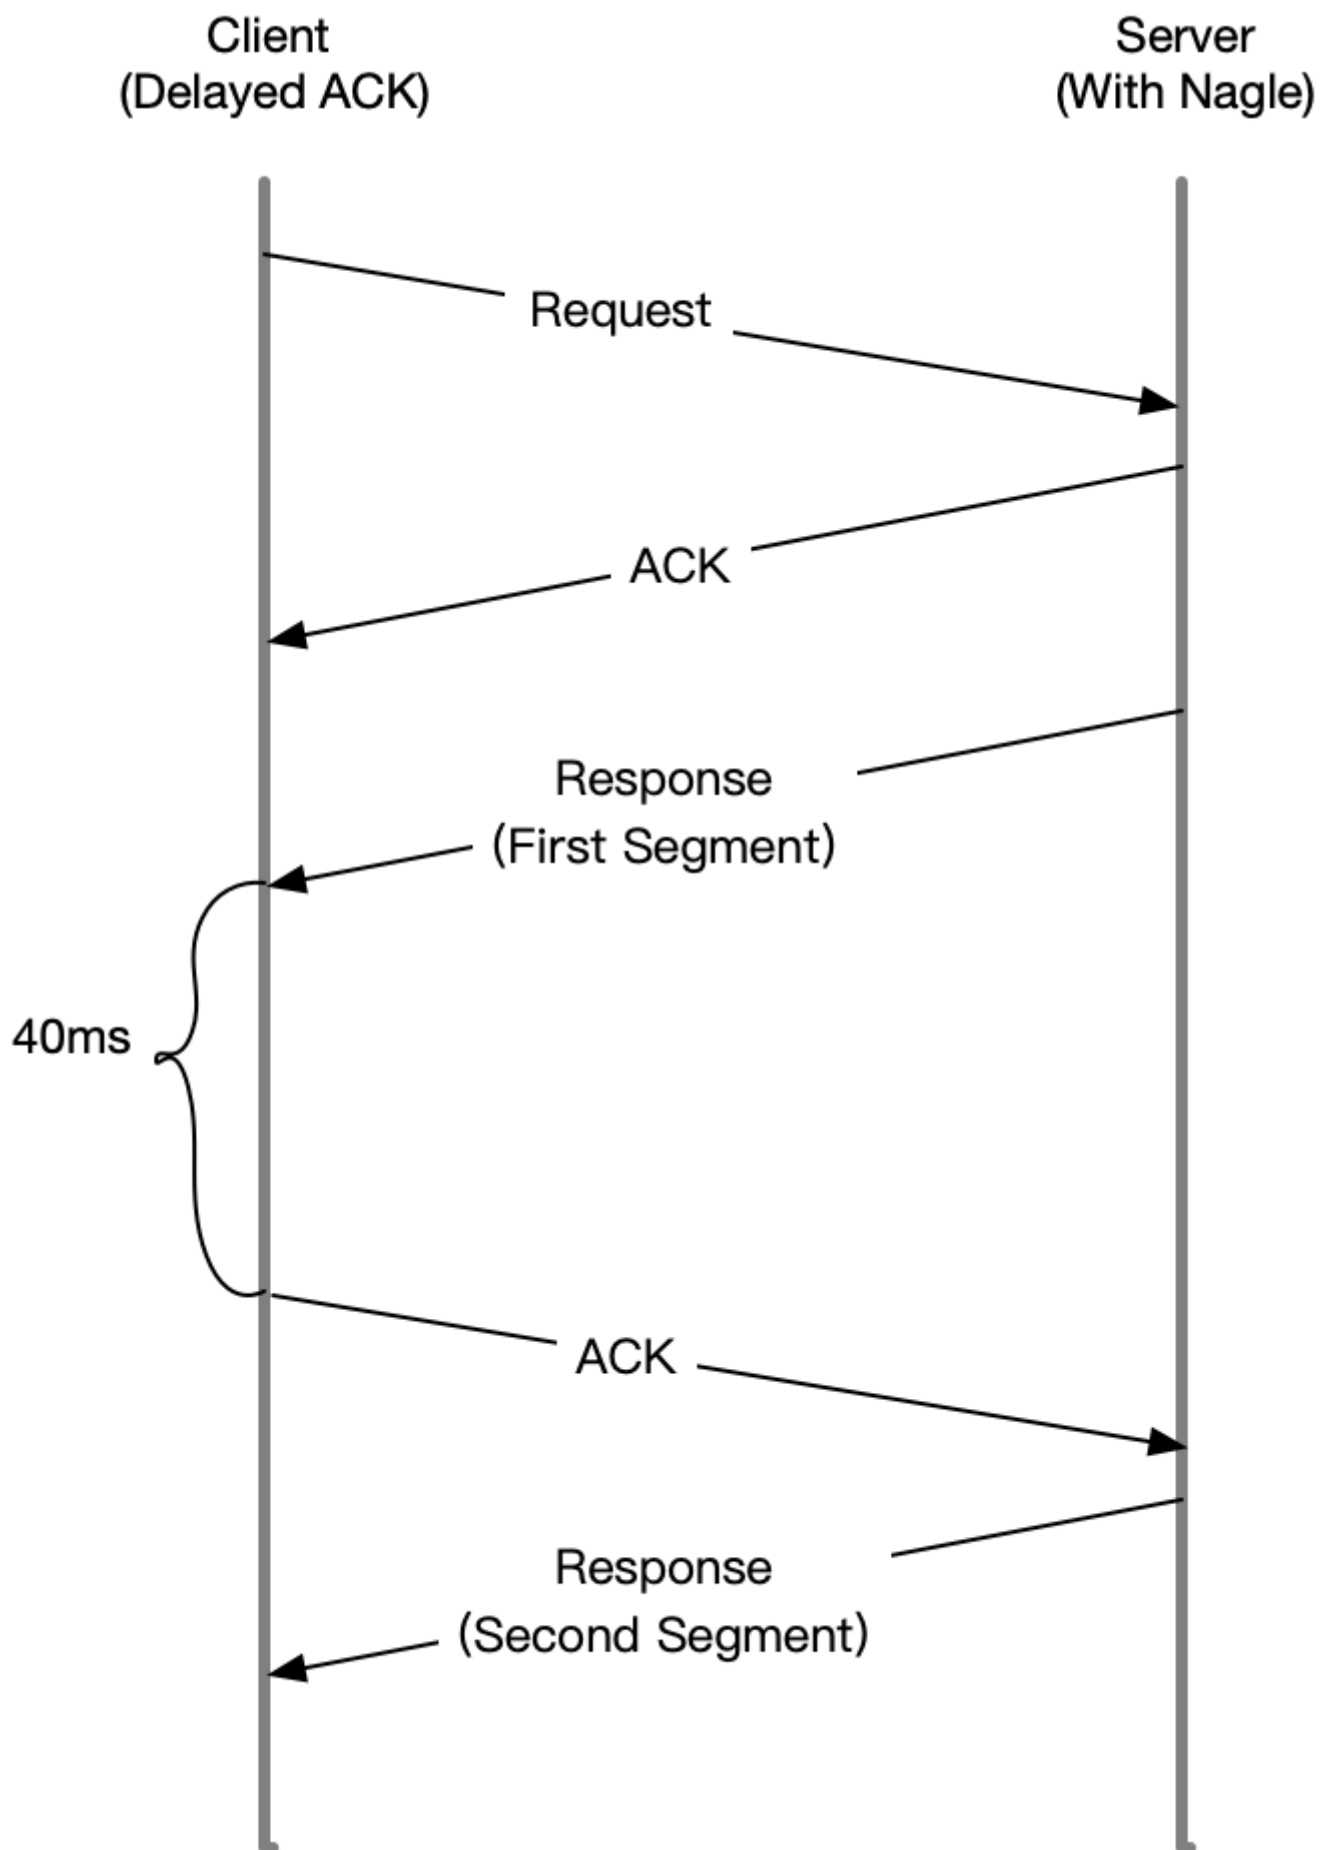 Client
(Delayed ACK)
Server
(With Nagle)
Request
ACK
Response
(First Segment)
40ms
ACK
Response
(Second Segment)